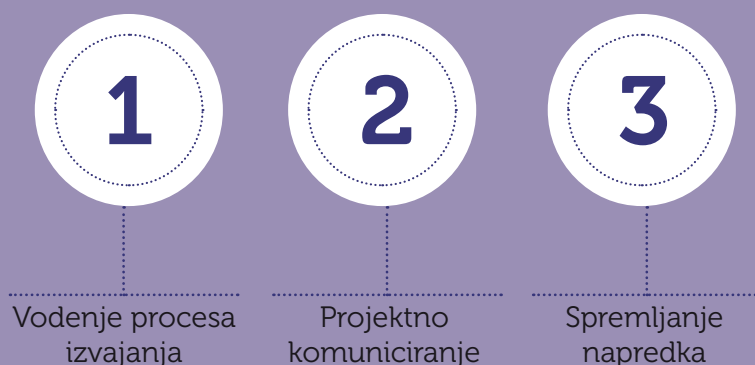 1
Vodenje procesa
izvajanja
2
Projektno
komuniciranje
3
Spremljanje
napredka